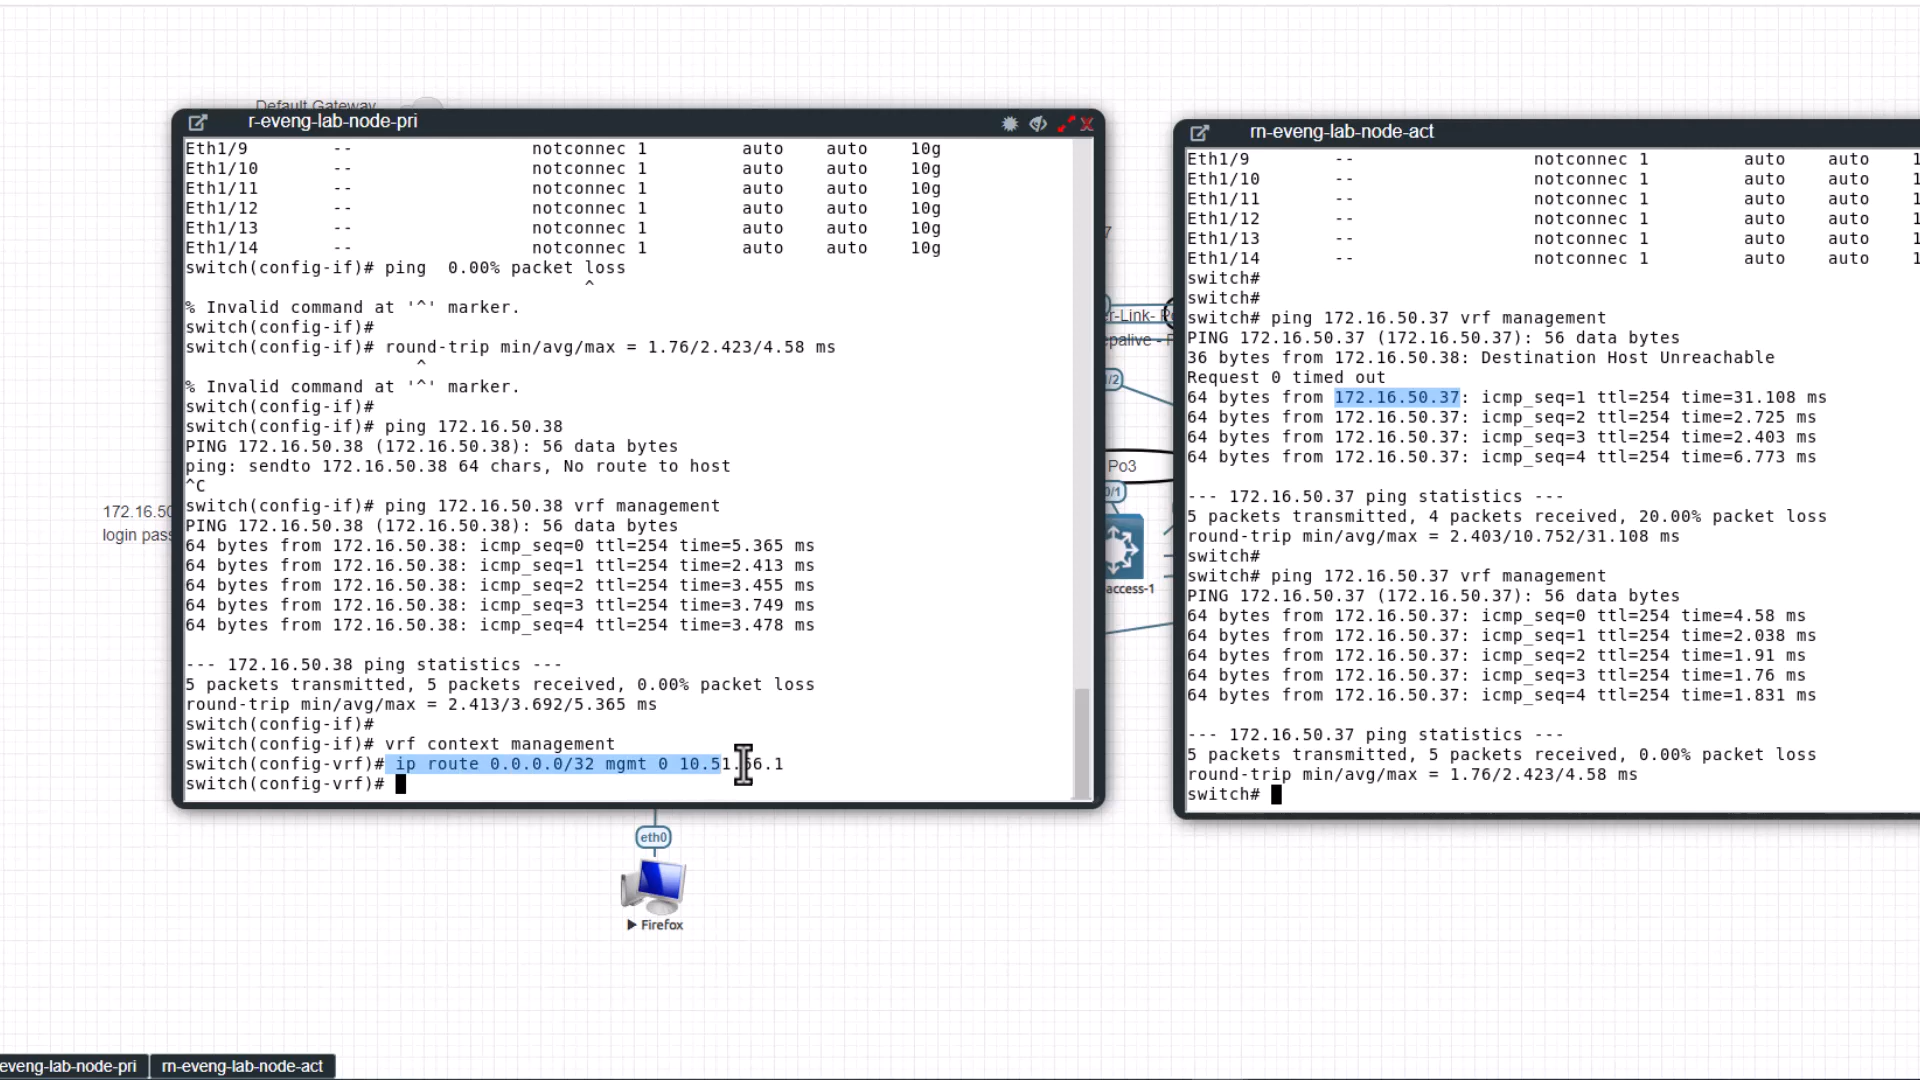 Default Gateway
r-eveng-lab-node-pri
Eth1/9 -- notconnec 1 auto auto 10g
Eth1/10 -- notconnec 1 auto auto 10g
Eth1/11 -- notconnec 1 auto auto 10g
Eth1/12 -- notconnec 1 auto auto 10g
Eth1/13 -- notconnec 1 auto auto 10g
Eth1/14 -- notconnec 1 auto auto 10g
switch(config-if)# ping 0.00% packet loss
^
% Invalid command at '^' marker.
switch(config-if)#
switch(config-if)# round-trip min/avg/max = 1.76/2.423/4.58 ms
^
% Invalid command at '^' marker.
switch(config-if)#
switch(config-if)# ping 172.16.50.38
PING 172.16.50.38 (172.16.50.38): 56 data bytes
ping: sendto 172.16.50.38 64 chars, No route to host
^C
switch(config-if)# ping 172.16.50.38 vrf management
PING 172.16.50.38 (172.16.50.38): 56 data bytes
64 bytes from 172.16.50.38: icmp_seq=0 ttl=254 time=5.365 ms
64 bytes from 172.16.50.38: icmp_seq=1 ttl=254 time=2.413 ms
64 bytes from 172.16.50.38: icmp_seq=2 ttl=254 time=3.455 ms
64 bytes from 172.16.50.38: icmp_seq=3 ttl=254 time=3.749 ms
64 bytes from 172.16.50.38: icmp_seq=4 ttl=254 time=3.478 ms
--- 172.16.50.38 ping statistics ---
5 packets transmitted, 5 packets received, 0.00% packet loss
round-trip min/avg/max = 2.413/3.692/5.365 ms
switch(config-if)#
switch(config-if)# vrf context management
switch(config-vrf)# ip route 0.0.0.0/32 mgmt 0 10.51.66.1
switch(config-vrf)#
172.16.50
login pass
7
r-Link- P
epalive - P
1/2
Po3
0/1
access-1
rn-eveng-lab-node-act
Eth1/9 -- notconnec 1 auto auto 1
Eth1/10 -- notconnec 1 auto auto 1
Eth1/11 -- notconnec 1 auto auto 1
Eth1/12 -- notconnec 1 auto auto 1
Eth1/13 -- notconnec 1 auto auto 1
Eth1/14 -- notconnec 1 auto auto 1
switch#
switch#
switch# ping 172.16.50.37 vrf management
PING 172.16.50.37 (172.16.50.37): 56 data bytes
36 bytes from 172.16.50.38: Destination Host Unreachable
Request 0 timed out
64 bytes from 172.16.50.37: icmp_seq=1 ttl=254 time=31.108 ms
64 bytes from 172.16.50.37: icmp_seq=2 ttl=254 time=2.725 ms
64 bytes from 172.16.50.37: icmp_seq=3 ttl=254 time=2.403 ms
64 bytes from 172.16.50.37: icmp_seq=4 ttl=254 time=6.773 ms
--- 172.16.50.37 ping statistics ---
5 packets transmitted, 4 packets received, 20.00% packet loss
round-trip min/avg/max = 2.403/10.752/31.108 ms
switch#
switch# ping 172.16.50.37 vrf management
PING 172.16.50.37 (172.16.50.37): 56 data bytes
64 bytes from 172.16.50.37: icmp_seq=0 ttl=254 time=4.58 ms
64 bytes from 172.16.50.37: icmp_seq=1 ttl=254 time=2.038 ms
64 bytes from 172.16.50.37: icmp_seq=2 ttl=254 time=1.91 ms
64 bytes from 172.16.50.37: icmp_seq=3 ttl=254 time=1.76 ms
64 bytes from 172.16.50.37: icmp_seq=4 ttl=254 time=1.831 ms
--- 172.16.50.37 ping statistics ---
5 packets transmitted, 5 packets received, 0.00% packet loss
round-trip min/avg/max = 1.76/2.423/4.58 ms
switch#
eth0
Firefox
eveng-lab-node-pri
rn-eveng-lab-node-act